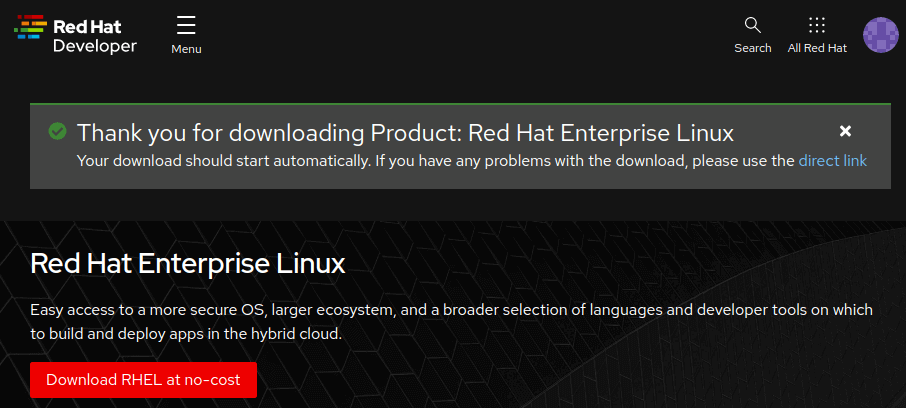 Red Hat
Developer
Menu
Search
All Red Hat
Thank you for downloading Product: Red Hat Enterprise Linux
Your download should start automatically. If you have any problems with the download, please use the direct link
Red Hat Enterprise Linux
Easy access to a more secure OS, larger ecosystem, and a broader selection of languages and developer tools on which
to build and deploy apps in the hybrid cloud.
Download RHEL at no-cost